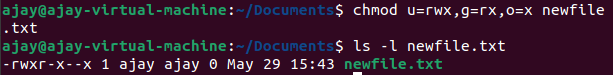 ajay@ajay-virtual-machine:~/Documents$ chmod u=rwx,g=rx,o=x newfile
.txt
ajay@ajay-virtual-machine:~/Documents$ ls -l newfile.txt
-rwxr-x--x 1 ajay ajay 0 May 29 15:43 newfile.txt